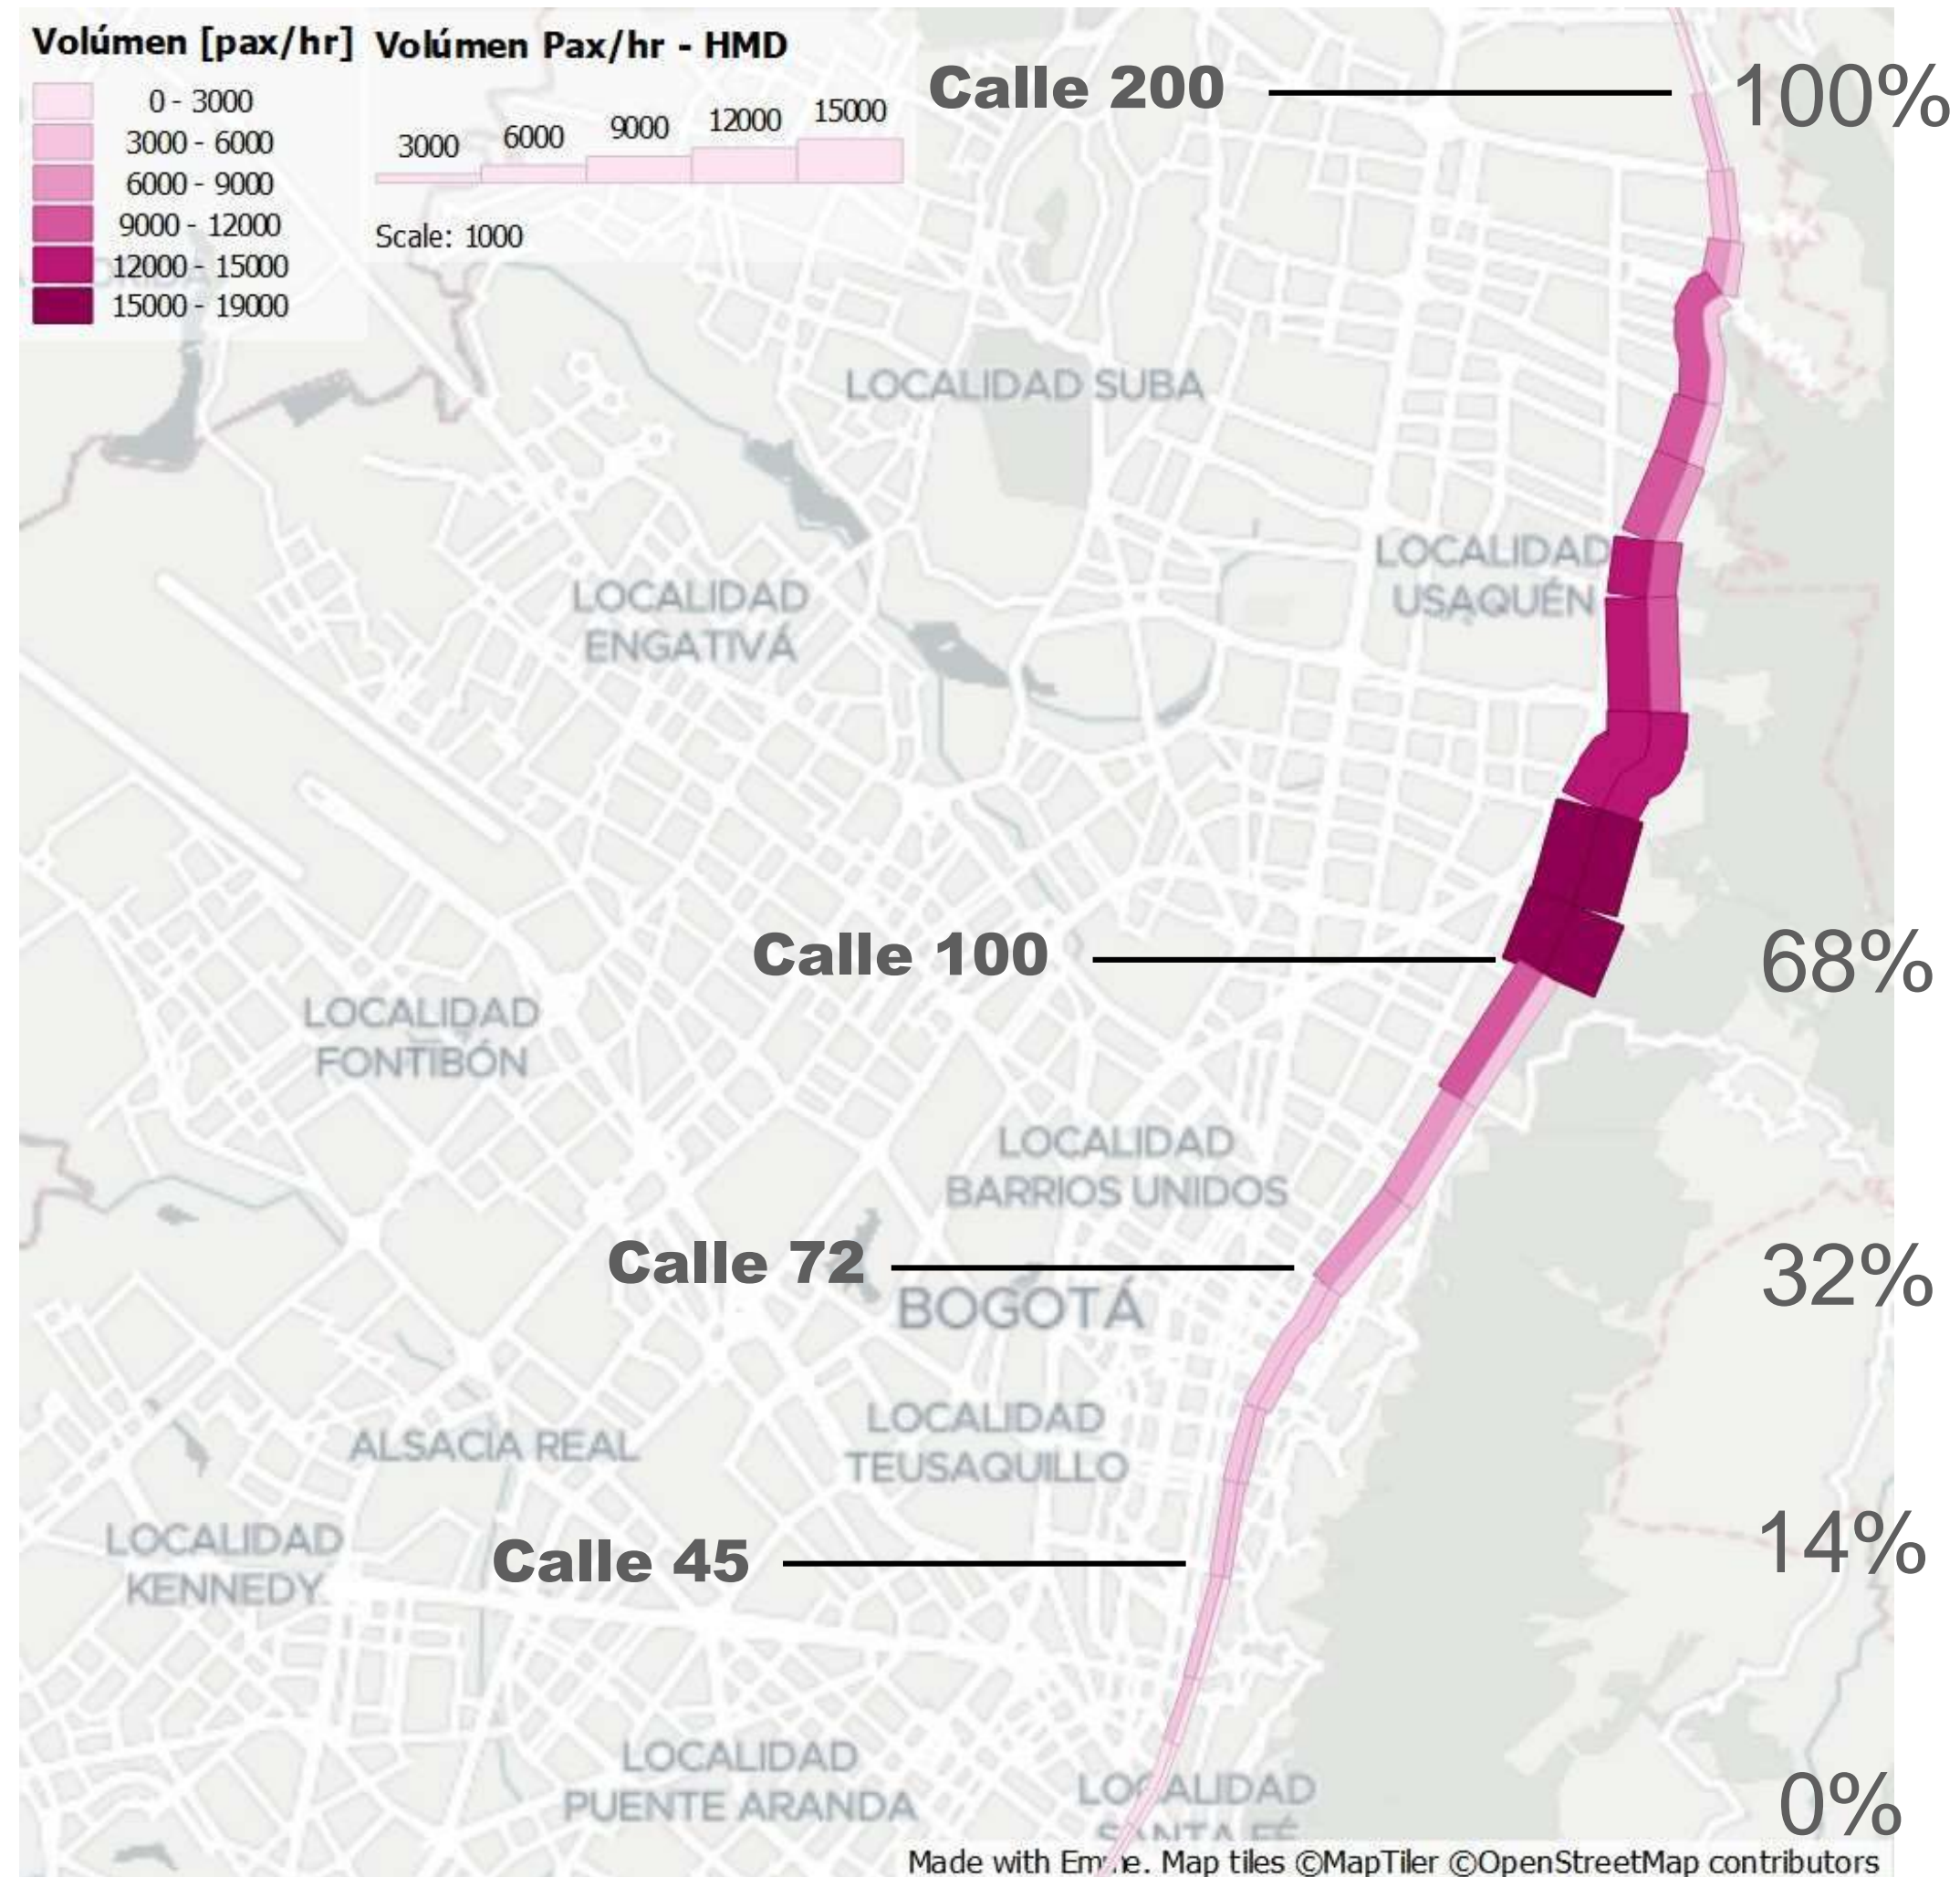 Volúmen [pax/hr]
0 - 3000
3000 - 6000
6000 - 9000
9000 - 12000
12000 - 15000
15000 - 19000
Volúmen Pax/hr - HMD
3000
6000
9000
12000
15000
Scale: 1000
Calle 200
100%
LOCALIDAD SUBA
LOCALIDAD
USAQUÉN
LOCALIDAD
ENGATIVÁ
Calle 100
68%
LOCALIDAD
FONTIBÓN
LOCALIDAD
BARRIOS UNIDOS
Calle 72
32%
BOGOTÁ
LOCALIDAD
TEUSAQUILLO
ALSACIA REAL
Calle 45
14%
LOCALIDAD
KENNEDY
LOCALIDAD
PUENTE ARANDA
LOCALIDAD
SANTA FÉ
0%
Made with Emme. Map tiles ©MapTiler ©OpenStreetMap contributors